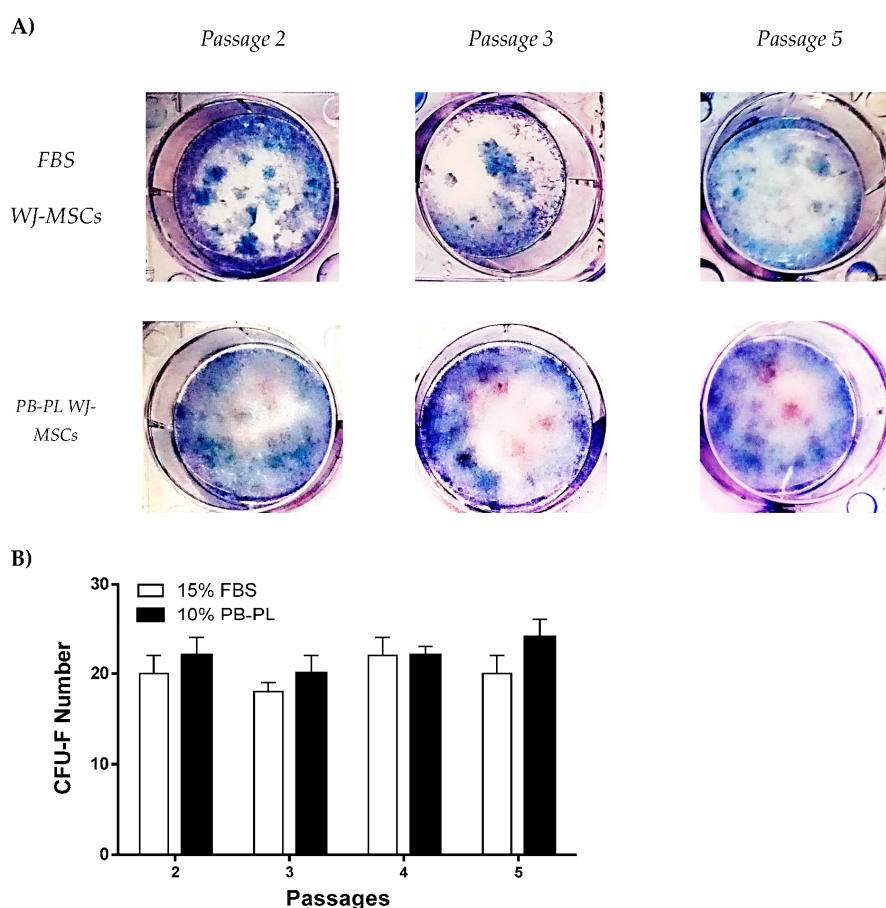 A)
Passage 2
Passage 3
Passage 5
FBS
WJ-MSCs
PB-PL WJ-
MSCs
B)
15% FBS
10% PB-PL
CFU-F Number
30
20
10
0
2
3
4
5
Passages